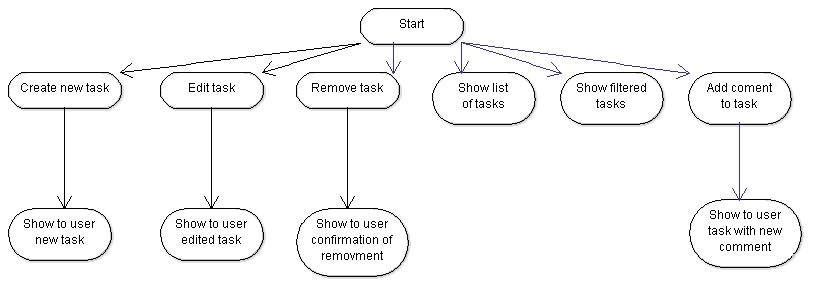 Start
Create new task
Edit task
Remove task
Show list
of tasks
Show filtered
tasks
Add coment
to task
Show to user
new task
Show to user
edited task
Show to user
confirmation of
removment
Show to user
task with new
comment